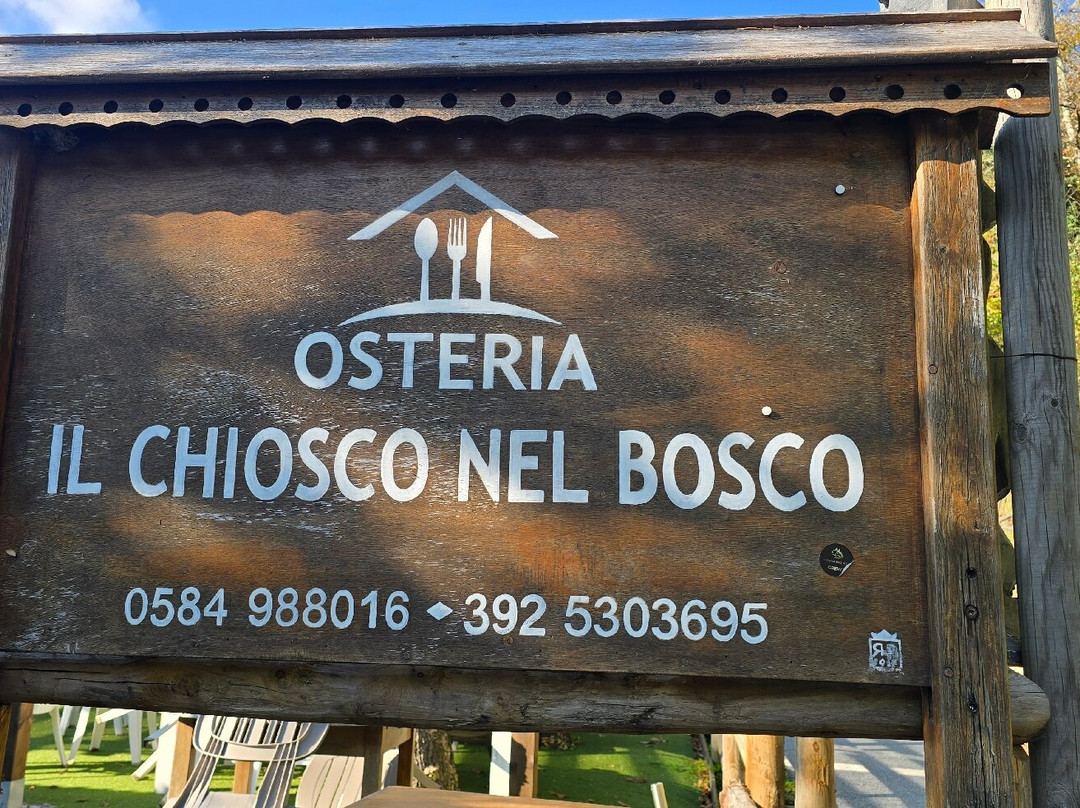 OSTERIA
IL CHIOSCO NEL BOSCO
0584 988016 ◆ 392 5303695